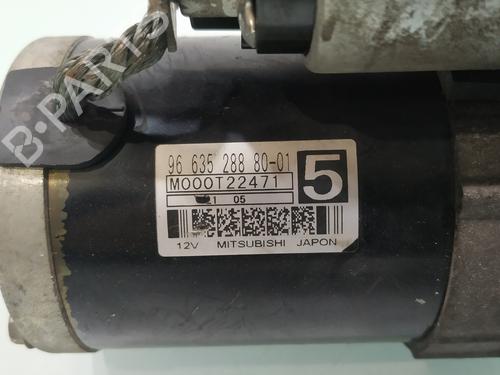 B-PARTS
96 635 288 80-01
M000T22471
5
1 05
12V MITSUBISHI JAPON